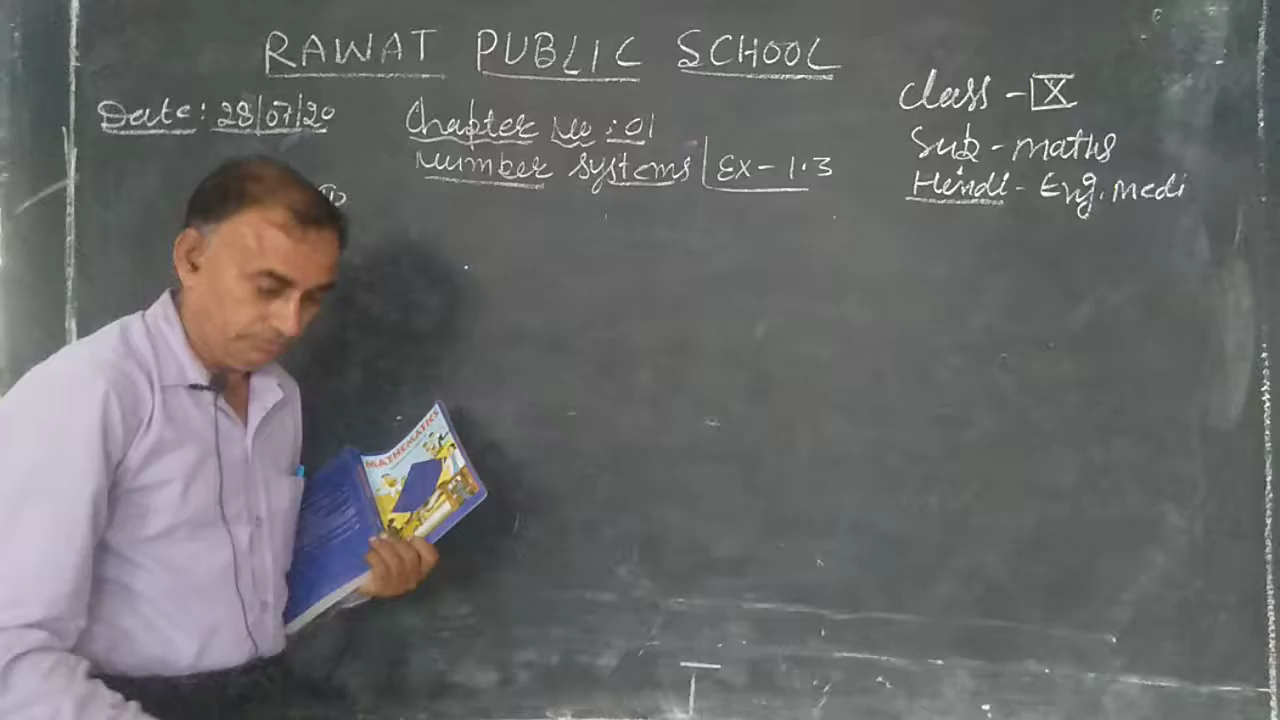 RAWAT PUBLIC SCHOOL
Date: 28/07/20
Chapter No: 01
Number Systems | Ex - 1.3
Class - IX
Sub - Maths
Hindi - Eng. Medi
MATHEMATICS